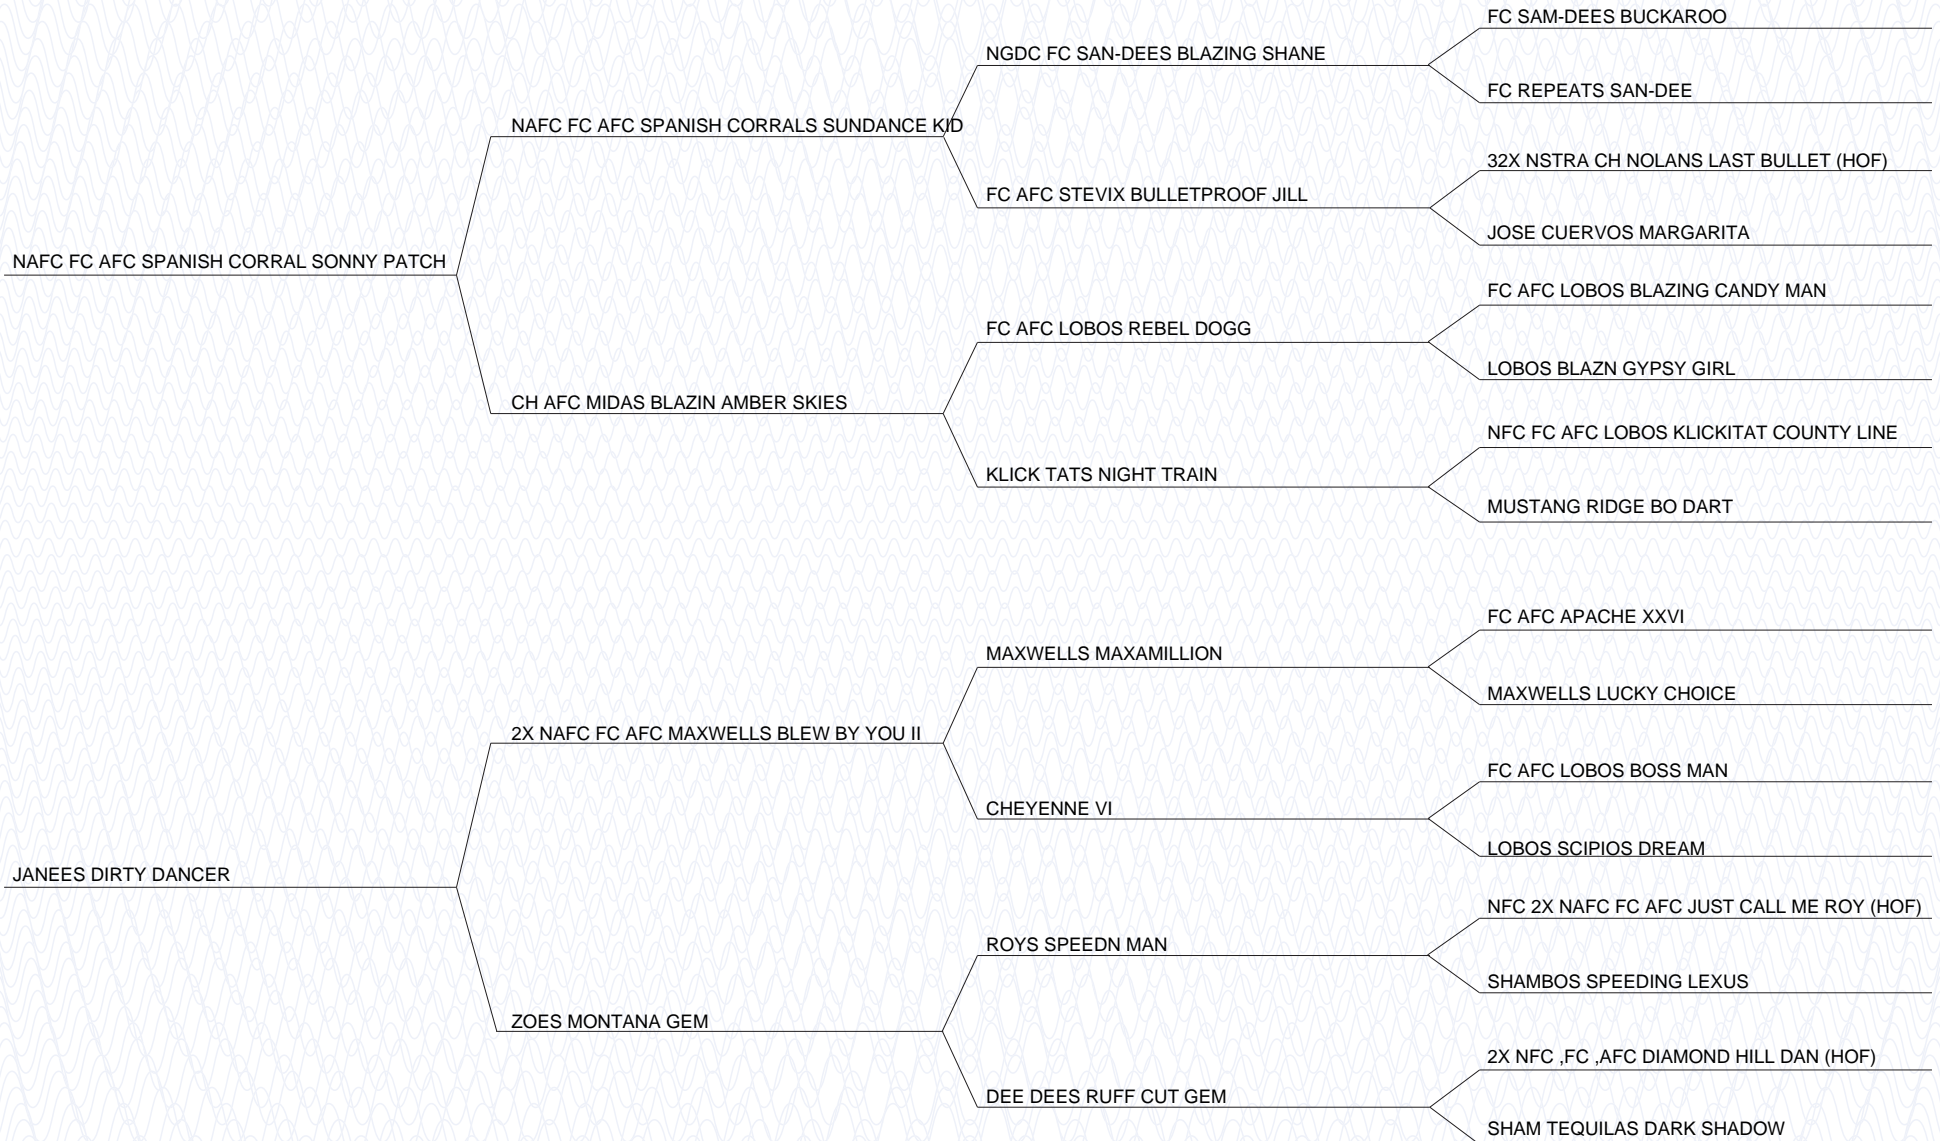 FC SAM-DEES BUCKAROO
NGDC FC SAN-DEES BLAZING SHANE
FC REPEATS SAN-DEE
NAFC FC AFC SPANISH CORRALS SUNDANCE KID
32X NSTRA CH NOLANS LAST BULLET (HOF)
FC AFC STEVIX BULLETPROOF JILL
JOSE CUERVOS MARGARITA
NAFC FC AFC SPANISH CORRAL SONNY PATCH
FC AFC LOBOS BLAZING CANDY MAN
FC AFC LOBOS REBEL DOGG
LOBOS BLAZN GYPSY GIRL
CH AFC MIDAS BLAZIN AMBER SKIES
NFC FC AFC LOBOS KLICKITAT COUNTY LINE
KLICK TATS NIGHT TRAIN
MUSTANG RIDGE BO DART
FC AFC APACHE XXVI
MAXWELLS MAXAMILLION
MAXWELLS LUCKY CHOICE
2X NAFC FC AFC MAXWELLS BLEW BY YOU II
FC AFC LOBOS BOSS MAN
CHEYENNE VI
LOBOS SCIPIOS DREAM
JANEES DIRTY DANCER
NFC 2X NAFC FC AFC JUST CALL ME ROY (HOF)
ROYS SPEEDN MAN
SHAMBOS SPEEDING LEXUS
ZOES MONTANA GEM
2X NFC ,FC ,AFC DIAMOND HILL DAN (HOF)
DEE DEES RUFF CUT GEM
SHAM TEQUILAS DARK SHADOW